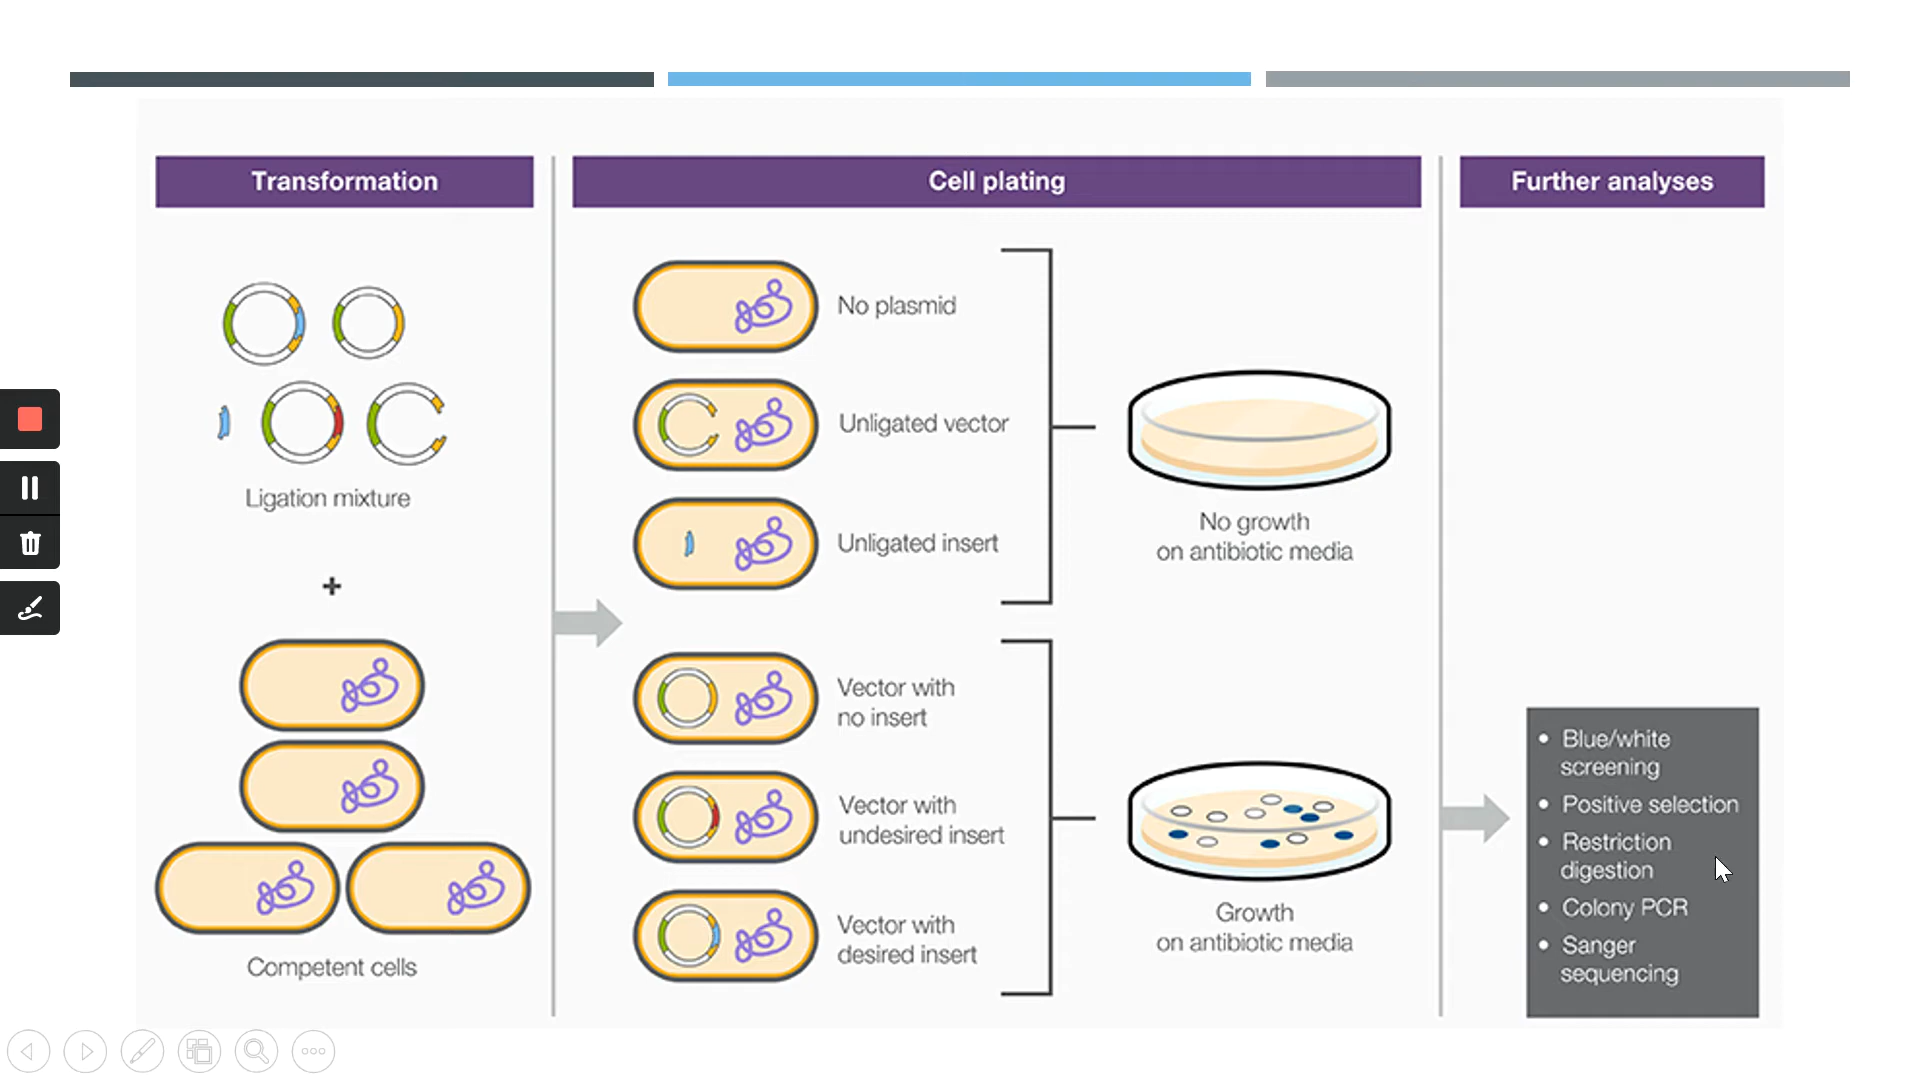 Transformation
Cell plating
Further analyses
Ligation mixture
+
Competent cells
No plasmid
Unligated vector
Unligated insert
No growth
on antibiotic media
Vector with
no insert
Vector with
undesired insert
Vector with
desired insert
Growth
on antibiotic media
• Blue/white
screening
• Positive selection
• Restriction
digestion
• Colony PCR
• Sanger
sequencing